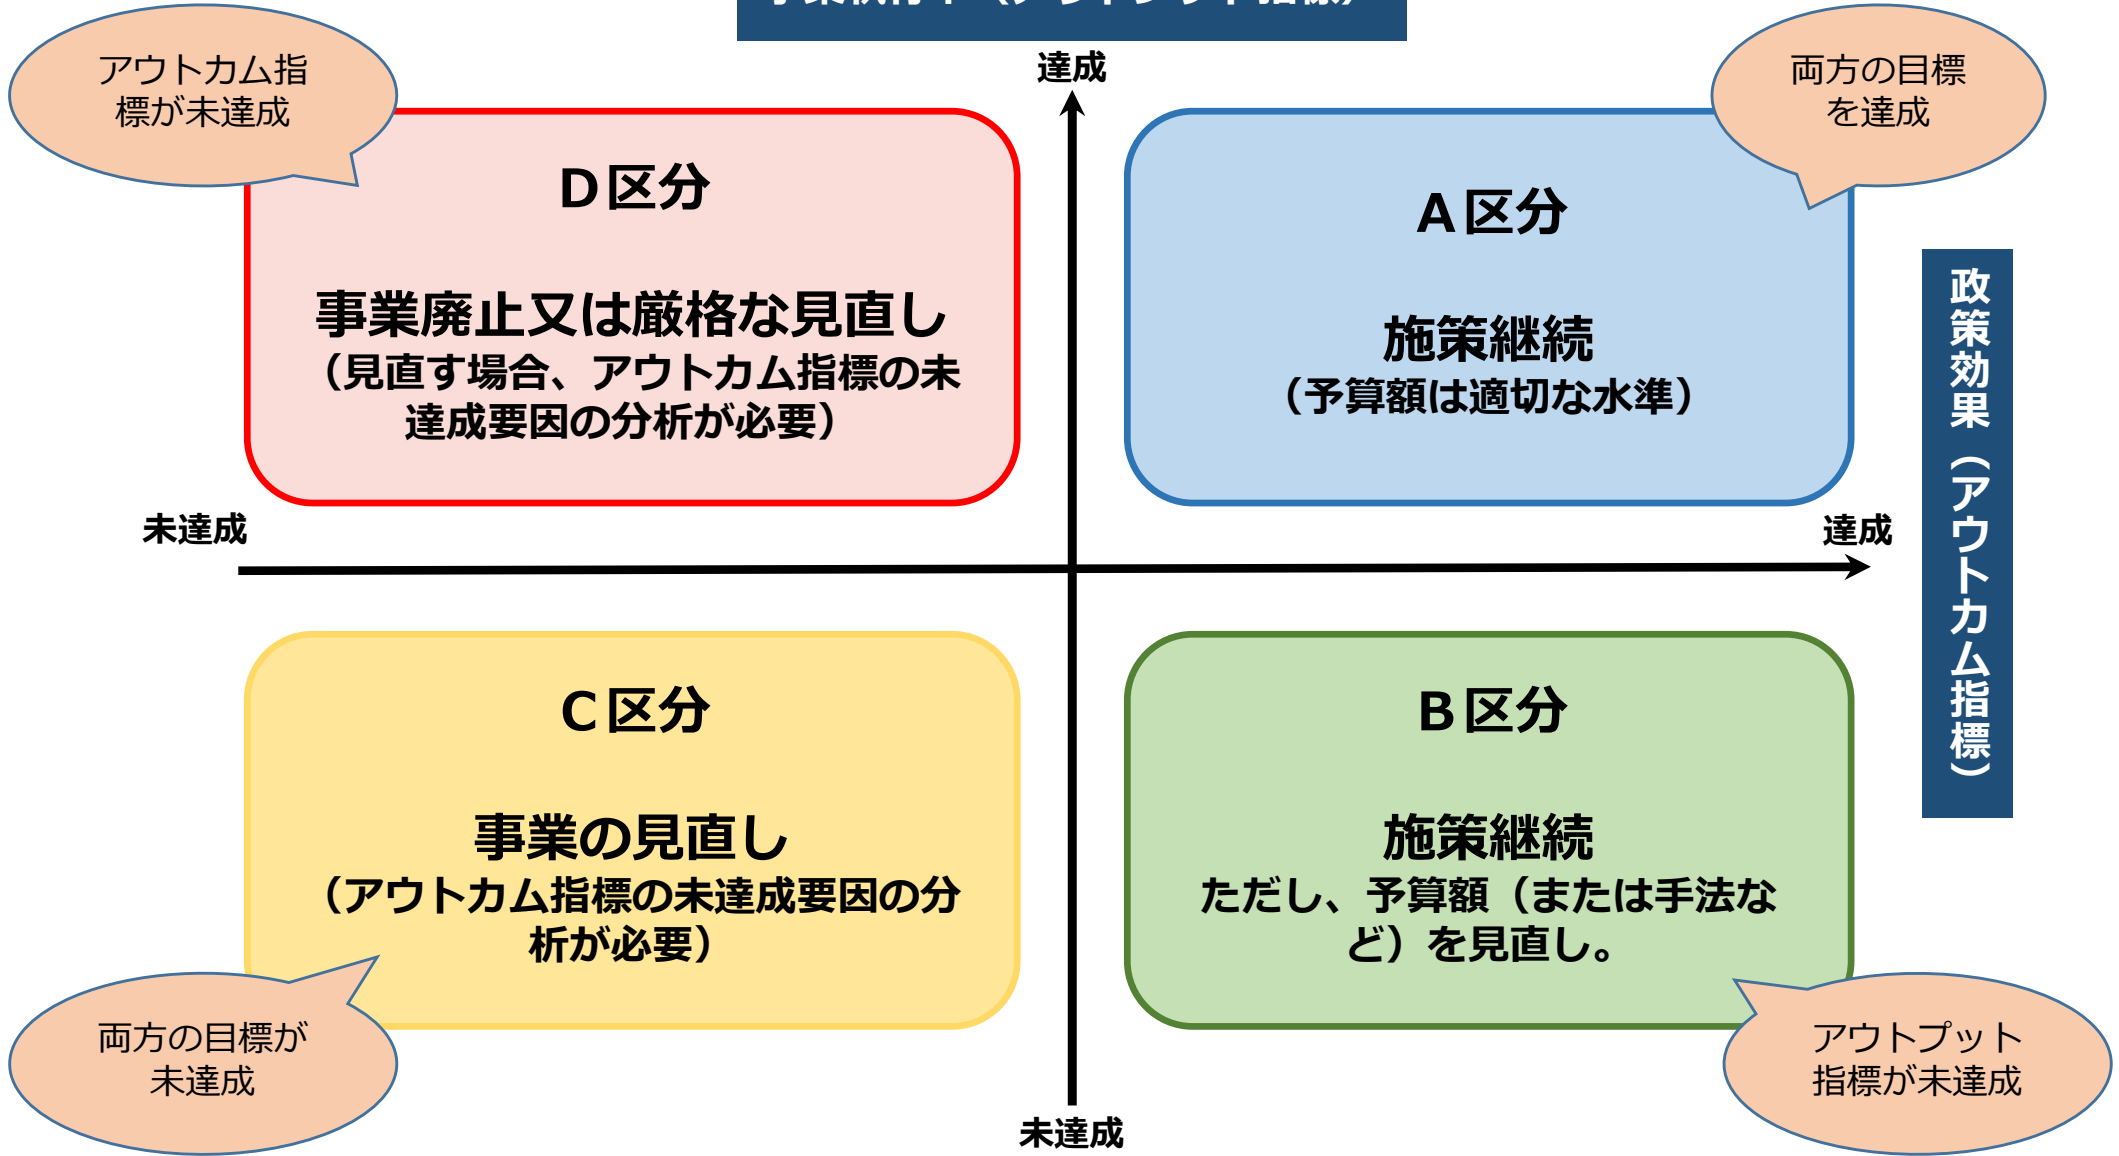 アウトカム指
標が未達成
達成
両方の目標
を達成
D区分
事業廃止又は厳格な見直し
（見直す場合、アウトカム指標の未
達成要因の分析が必要）
A区分
施策継続
（予算額は適切な水準）
政策効果（アウトカム指標）
未達成
達成
C区分
事業の見直し
（アウトカム指標の未達成要因の分
析が必要）
B区分
施策継続
ただし、予算額（または手法な
ど）を見直し。
両方の目標が
未達成
アウトプット
指標が未達成
未達成